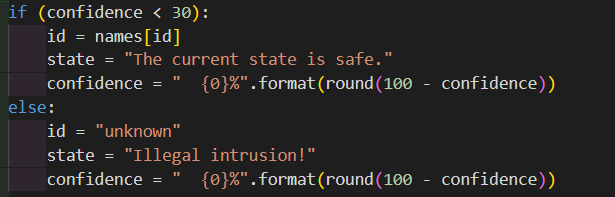 if (confidence < 30):
    id = names[id]
    state = "The current state is safe."
    confidence = "  {0}%".format(round(100 - confidence))
else:
    id = "unknown"
    state = "Illegal intrusion!"
    confidence = "  {0}%".format(round(100 - confidence))